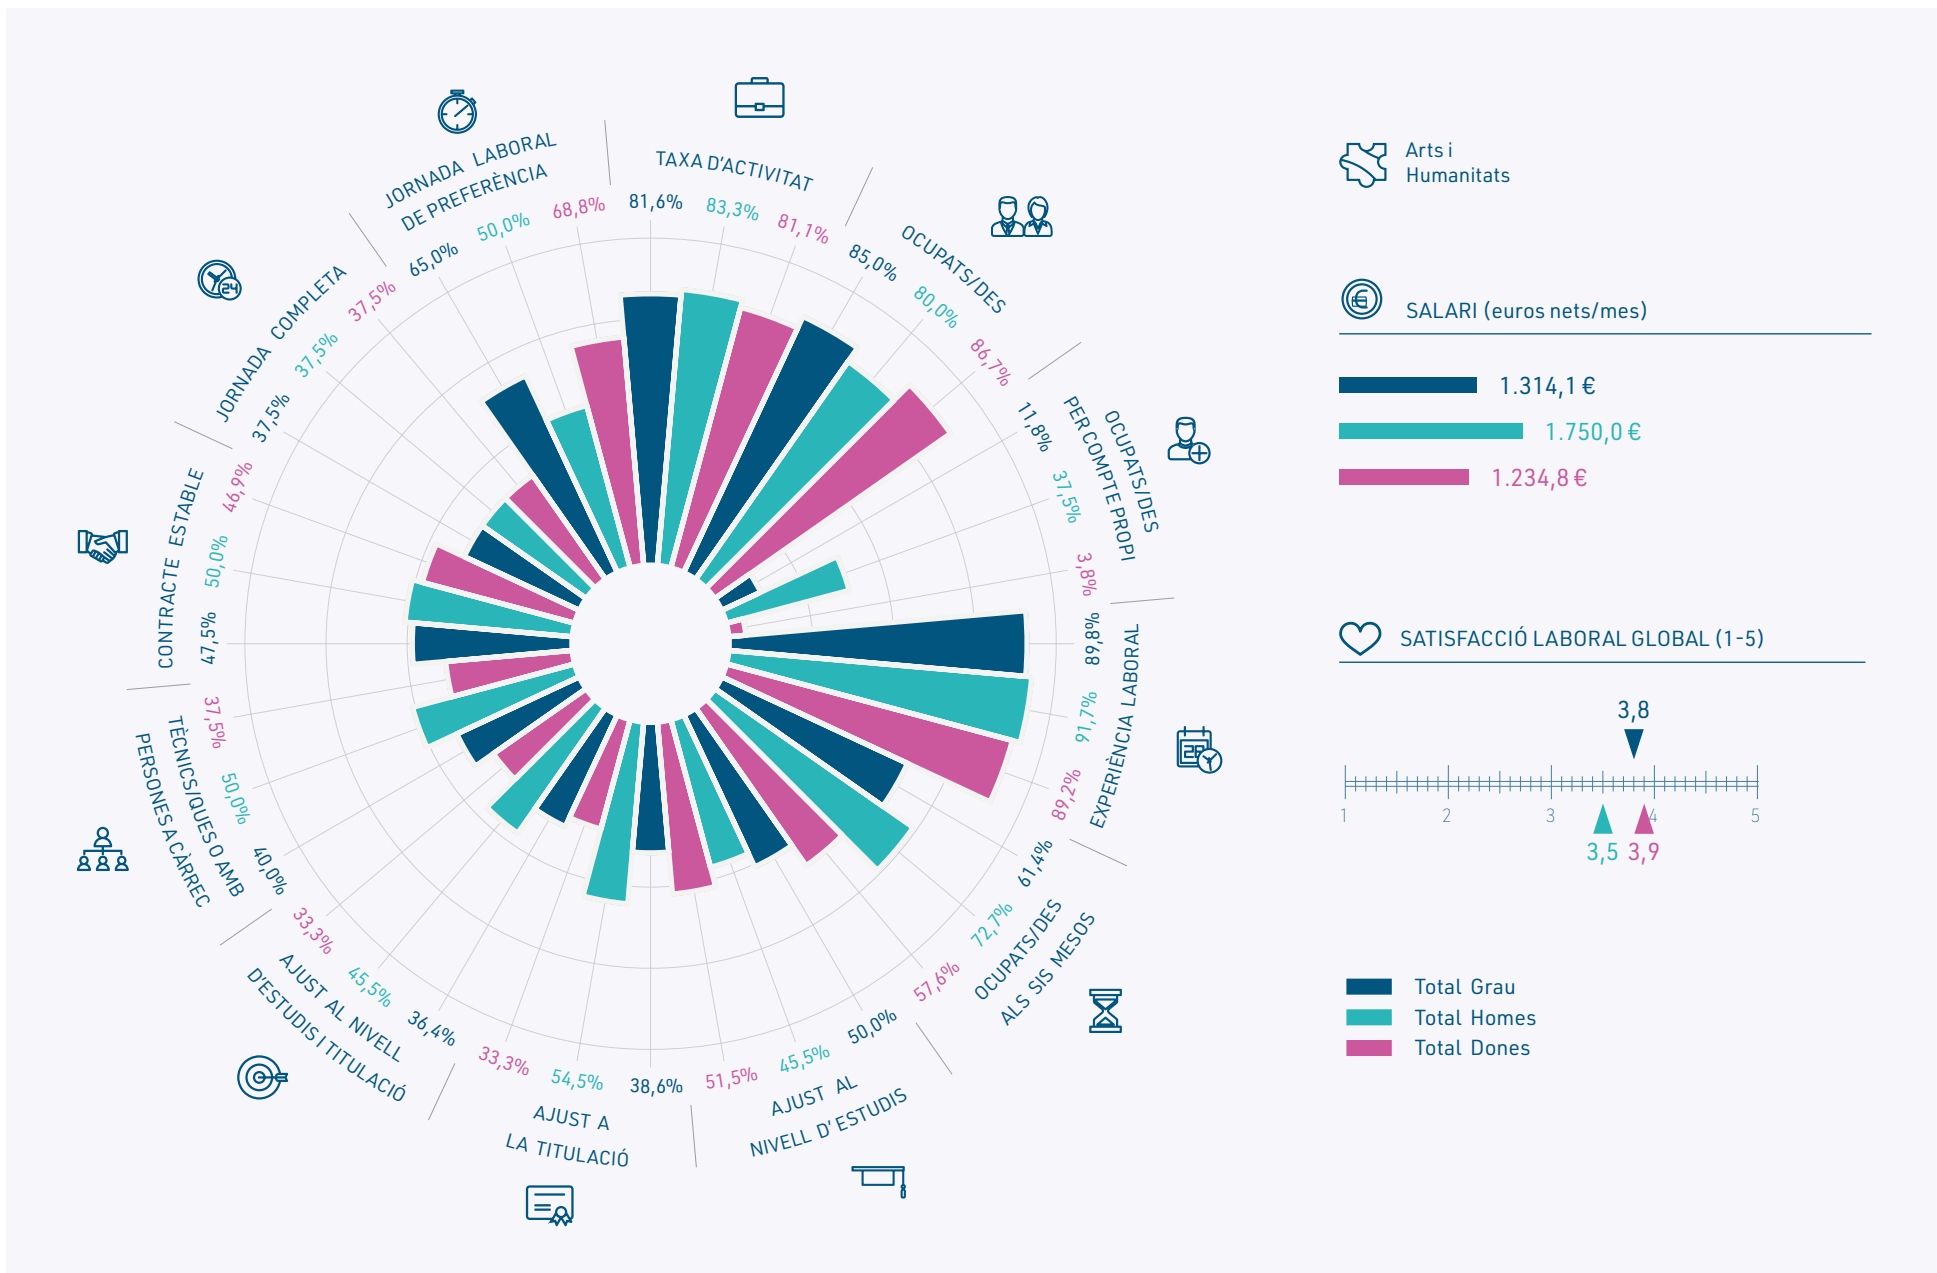 JORNADA LABORAL
DE PREFERÈNCIA
65,0%
50,0%
68,8%
TAXA D'ACTIVITAT
81,6%
83,3%
81,1%
OCUPATS/DES
85,0%
80,0%
86,7%
OCUPATS/DES
PER COMPTE PROPI
11,8%
37,5%
3,8%
EXPERIÈNCIA LABORAL
89,8%
91,7%
89,2%
OCUPATS/DES
ALS SIS MESOS
61,4%
72,7%
57,6%
AJUST AL
NIVELL D'ESTUDIS
50,0%
45,5%
51,5%
AJUST A
LA TITULACIÓ
38,6%
54,5%
33,3%
AJUST AL NIVELL
D'ESTUDIS I TITULACIÓ
36,4%
45,5%
33,3%
TÈCNICS/QUES O AMB
PERSONES A CÀRREC
40,0%
50,0%
37,5%
CONTRACTE ESTABLE
47,5%
50,0%
46,9%
JORNADA COMPLETA
37,5%
37,5%
37,5%
24
28
Arts i
Humanitats
€
SALARI (euros nets/mes)
1.314,1 €
1.750,0 €
1.234,8 €
SATISFACCIÓ LABORAL GLOBAL (1-5)
3,8
1 2 3 4 5
3,5 3,9
Total Grau
Total Homes
Total Dones